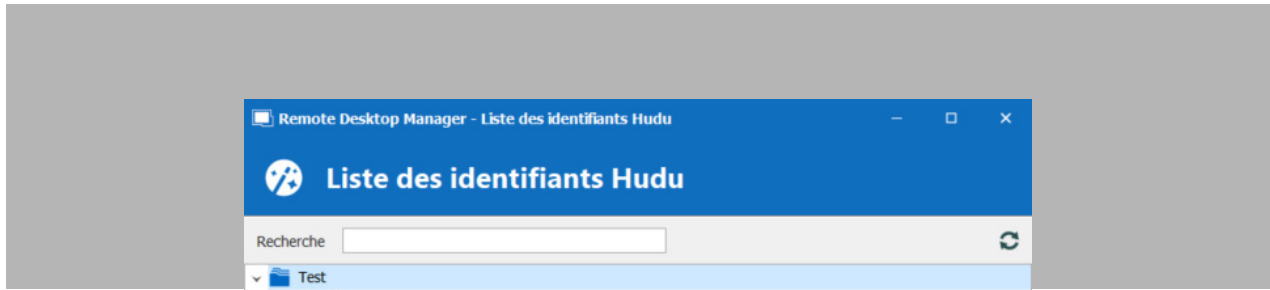 Remote Desktop Manager - Liste des identifiants Hudu
Liste des identifiants Hudu
Recherche
Test